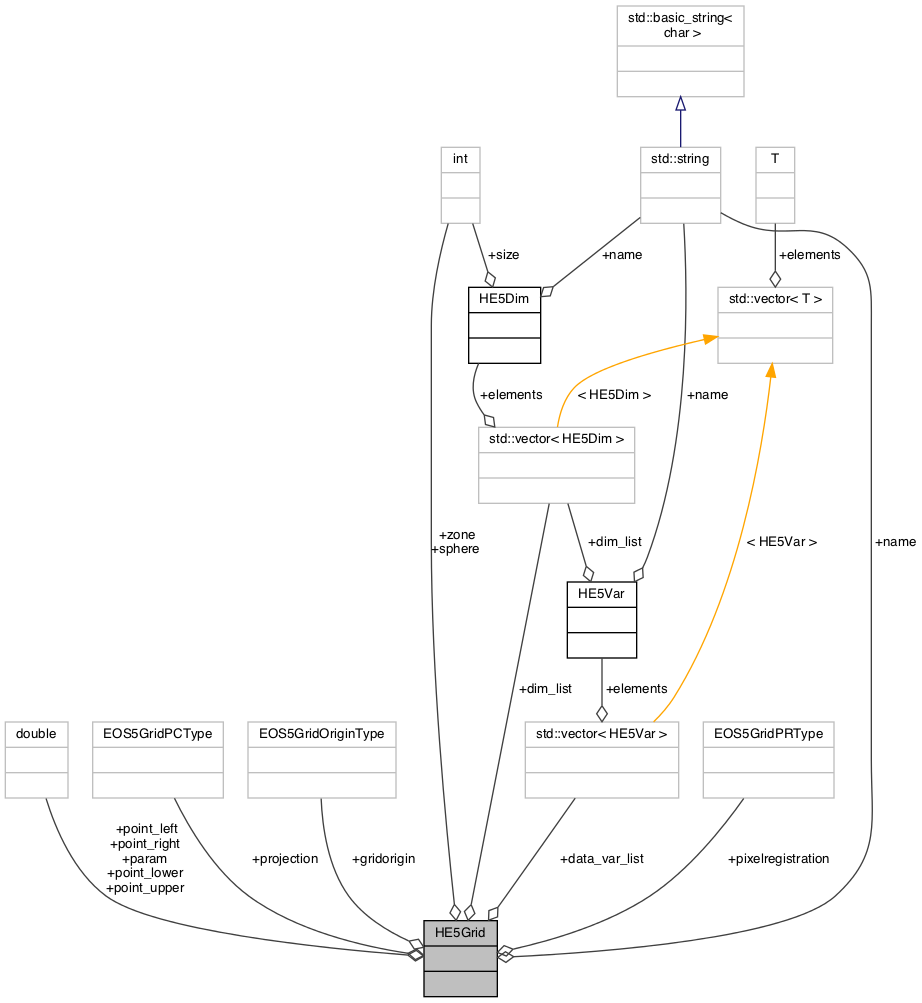 std::basic_string<
char >
int
std::string
T
+size
+name
+elements
HE5Dim
std::vector< T >
+elements
< HE5Dim >
+name
std::vector< HE5Dim >
+zone
+sphere
+dim_list
< HE5Var >
+name
HE5Var
+dim_list
+elements
double
EOS5GridPCType
EOS5GridOriginType
std::vector< HE5Var >
EOS5GridPRType
+point_left
+point_right
+param
+point_lower
+point_upper
+projection
+gridorigin
+data_var_list
+pixelregistration
HE5Grid